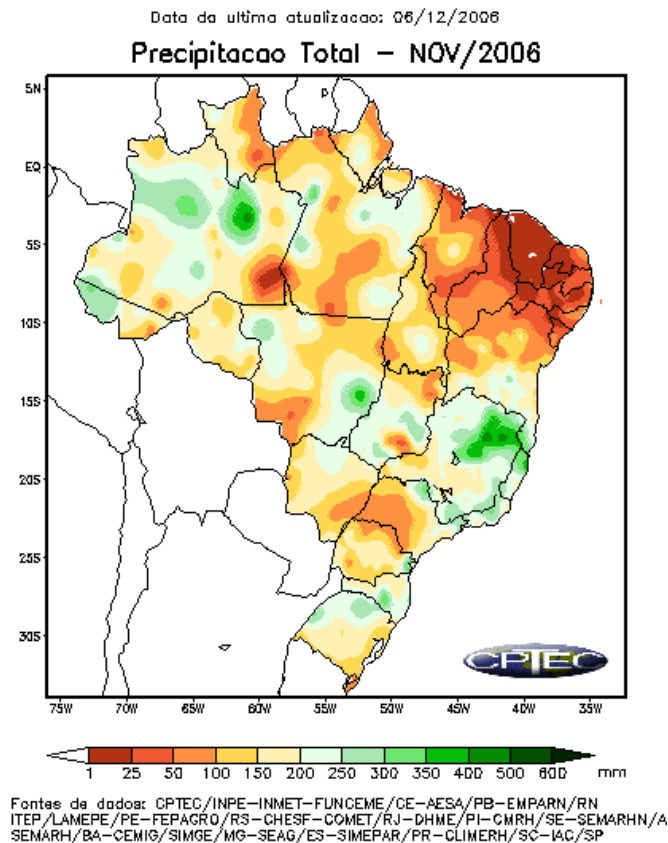 Data da ultima atualizacao: 06/12/2006
Precipitacao Total – NOV/2006
5N
EQ
5S
10S
15S
20S
25S
30S
75W 70W 65W 60W 55W 50W 45W 40W 35W
CPTEC
1 25 50 100 150 200 250 300 350 400 500 600 mm
Fontes de dados: CPTEC/INPE-INMET-FUNCEME/CE-AESA/PB-EMPARN/RN
ITEP/LAMEPE/PE-FEPAGRO/RS-CHESF-COMET/RJ-DHME/PI-CMRH/SE-SEMARHN/A
SEMARH/BA-CEMIG/SIMGE/MG-SEAG/ES-SIMEPAR/PR-CLIMERH/SC-IAC/SP